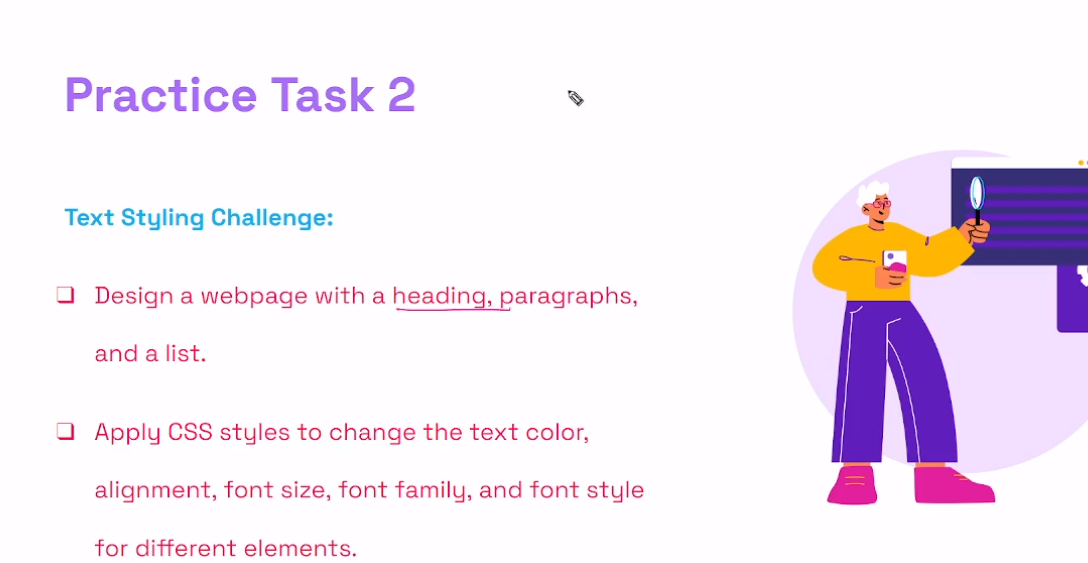 Practice Task 2
Text Styling Challenge:
❑ Design a webpage with a heading, paragraphs,
and a list.
❑ Apply CSS styles to change the text color,
alignment, font size, font family, and font style
for different elements.